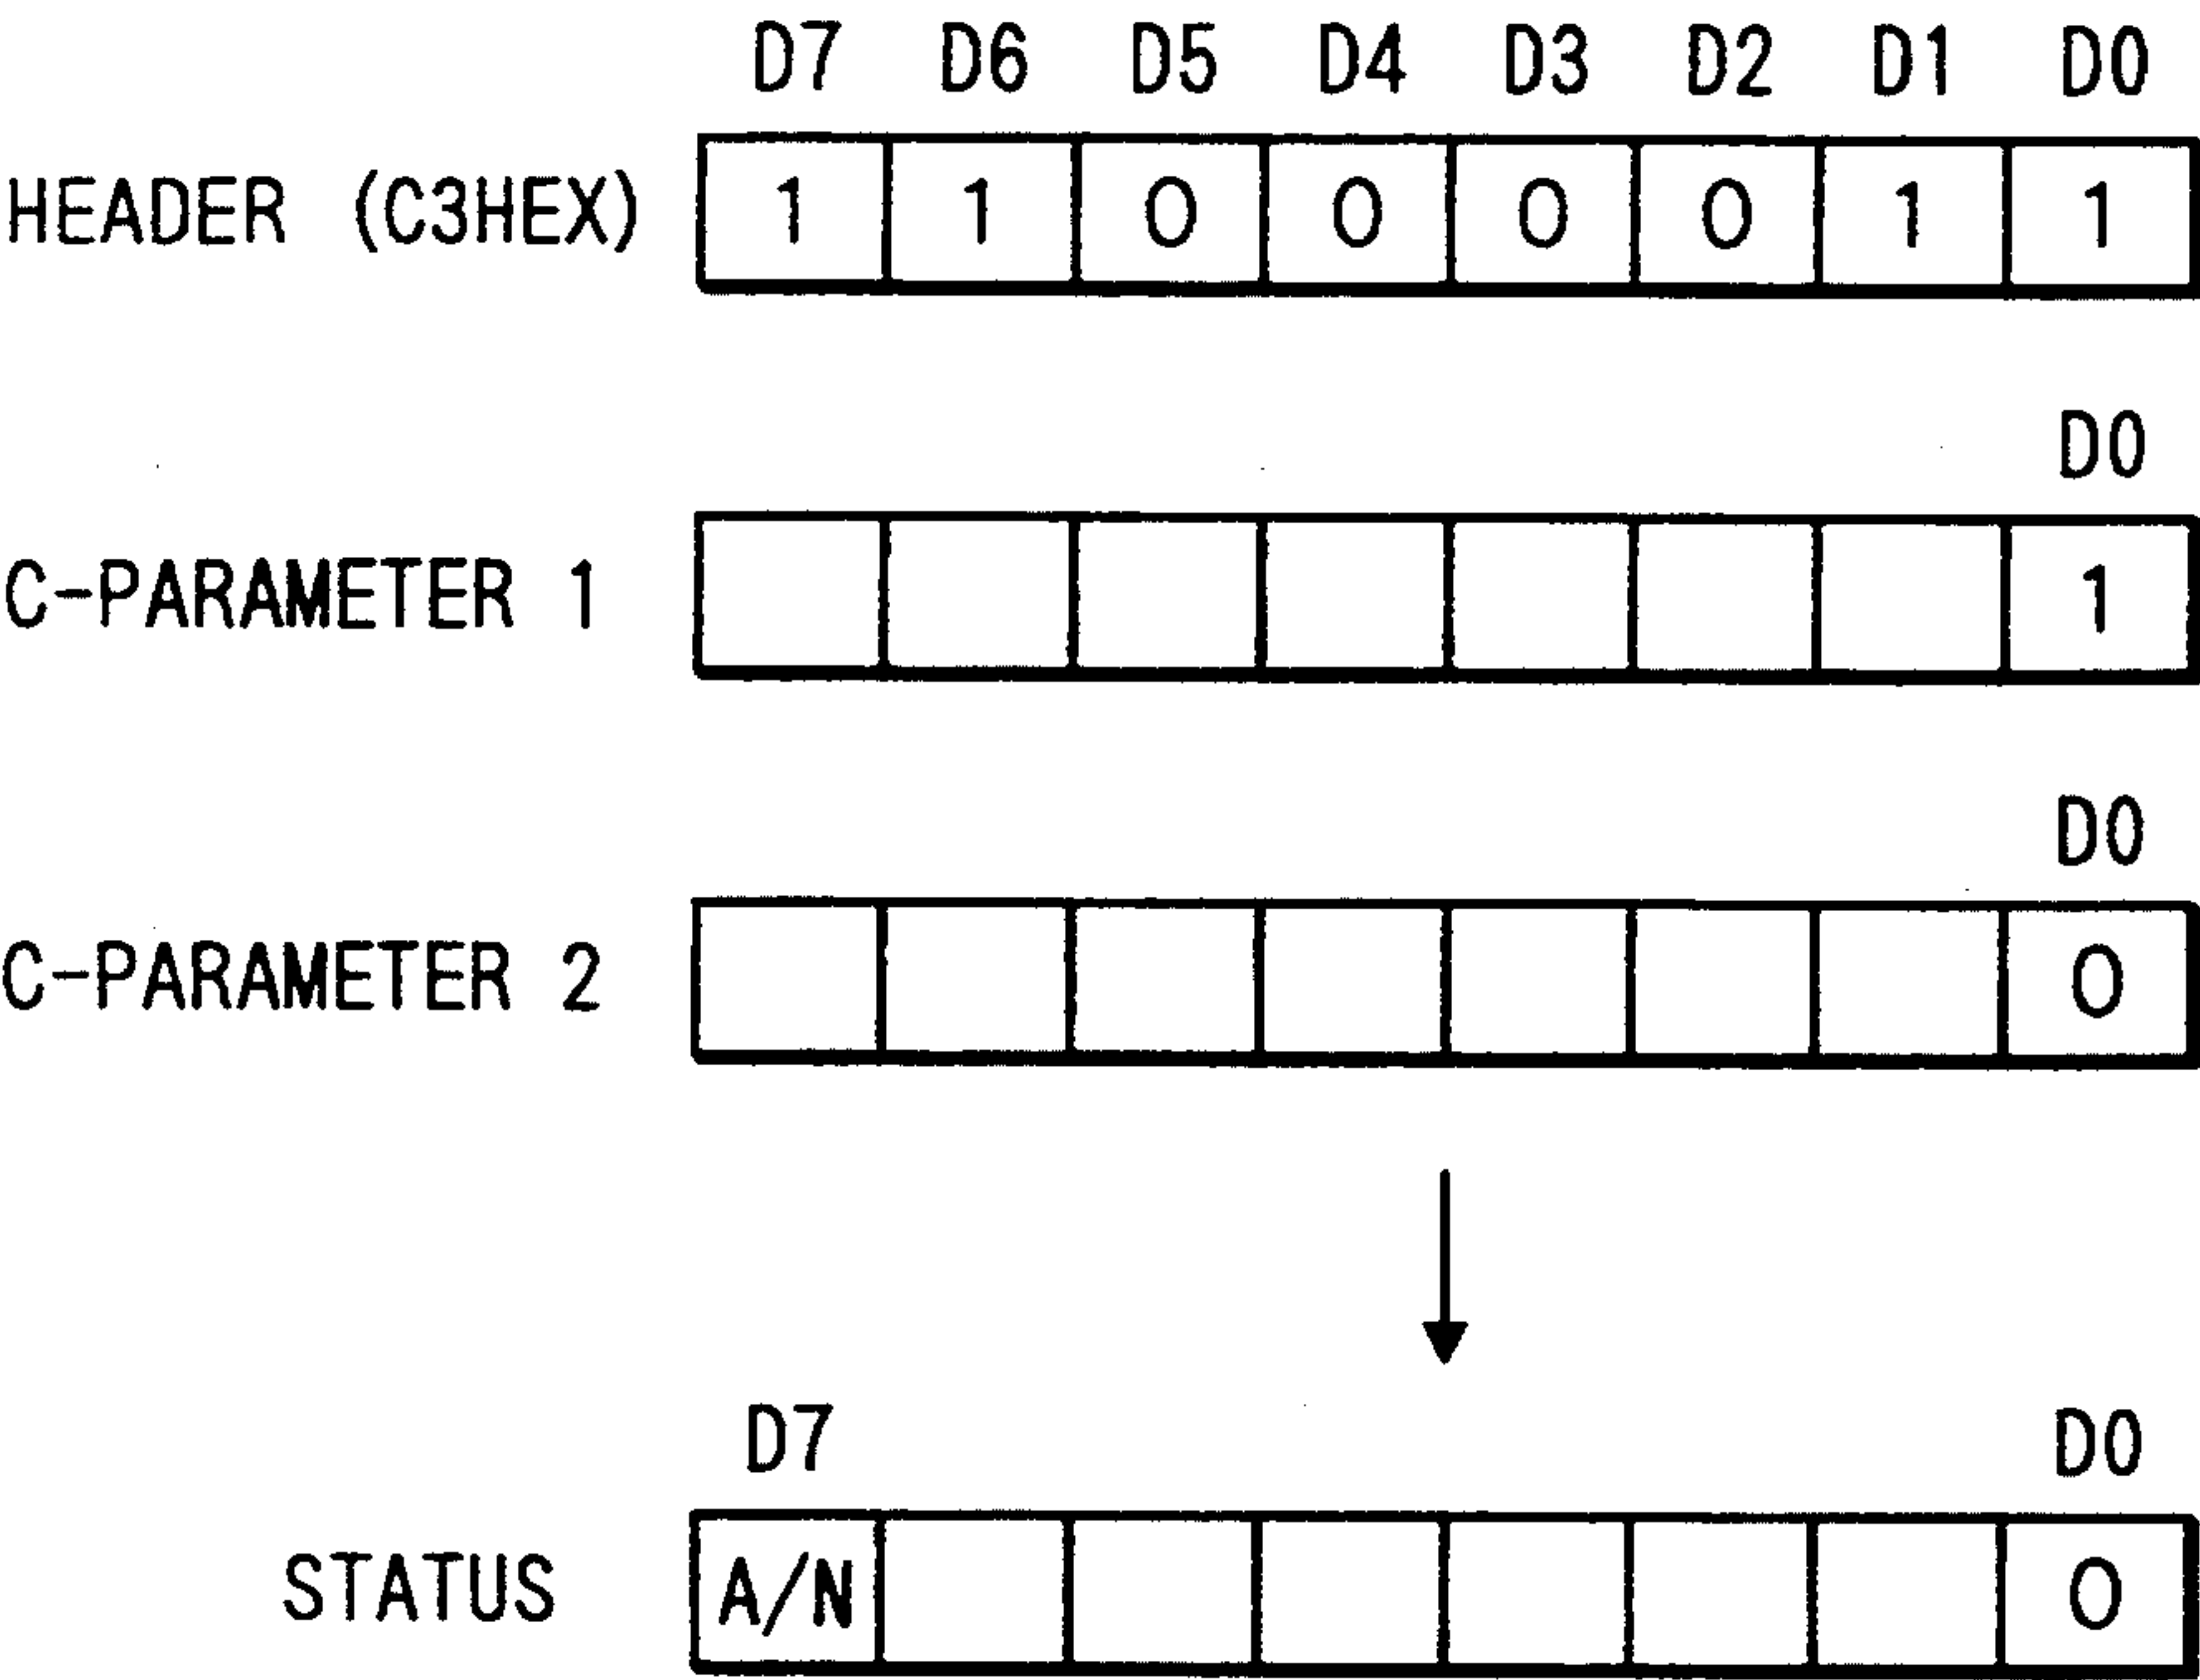 D7 D6 D5 D4 D3 D2 D1 D0
HEADER (C3HEX) 1 1 0 0 0 0 1 1
D0
C-PARAMETER 1 1
D0
C-PARAMETER 2 0
D7 D0
STATUS A/N 0